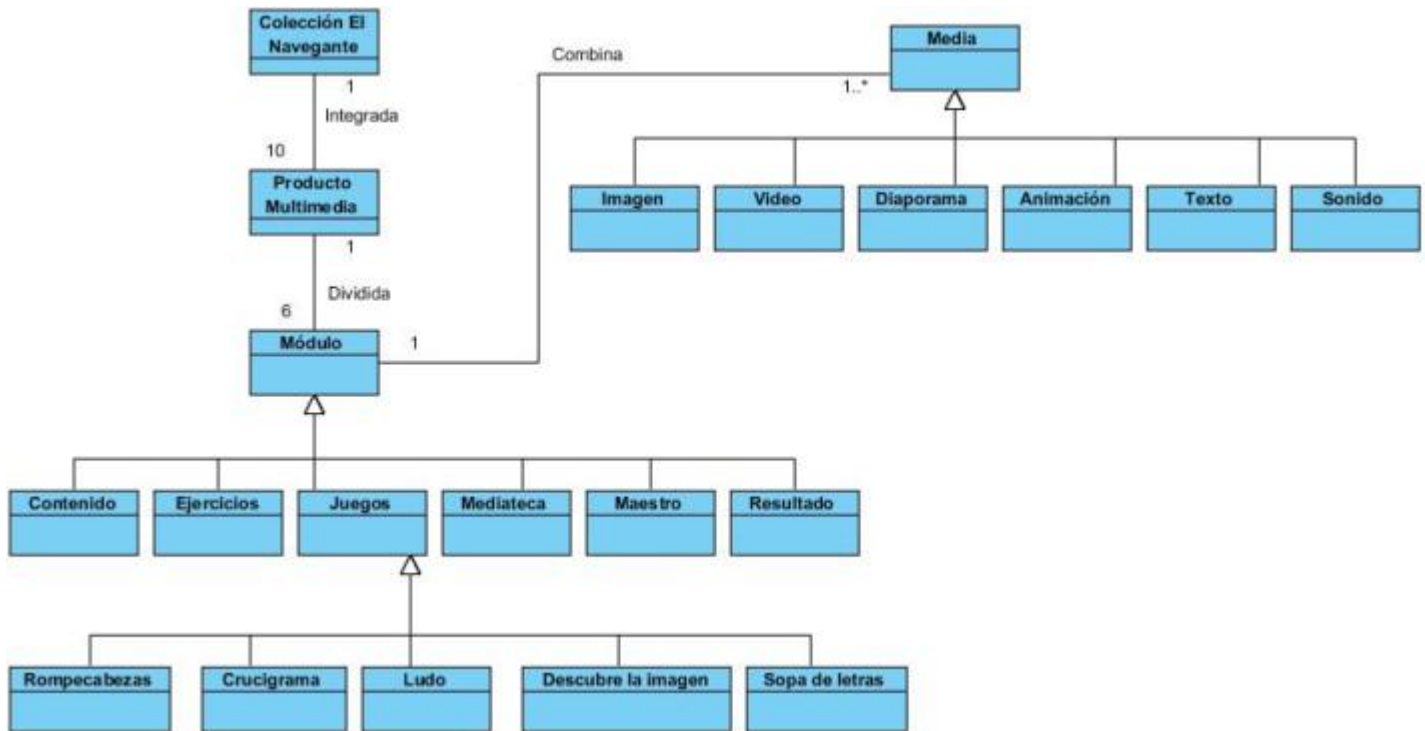 Colección El
Navegante
1
Integrada
10
Producto
Multimedia
1
Dividida
6
Módulo
1
Combina
1..*
Media
Imagen
Video
Diaporama
Animación
Texto
Sonido
Contenido
Ejercicios
Juegos
Mediateca
Maestro
Resultado
Rompecabezas
Crucigrama
Ludo
Descubre la imagen
Sopa de letras